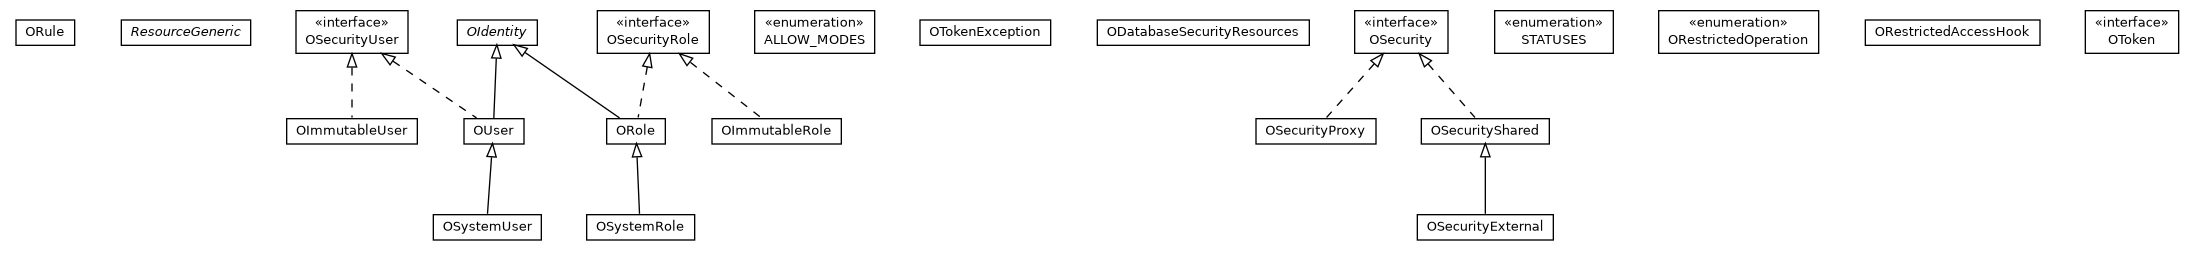 ORule
ResourceGeneric
«interface»
OSecurityUser
OIdentity
«interface»
OSecurityRole
«enumeration»
ALLOW_MODES
OTokenException
ODatabaseSecurityResources
«interface»
OSecurity
«enumeration»
STATUSES
«enumeration»
ORestrictedOperation
ORestrictedAccessHook
«interface»
OToken
OImmutableUser
OUser
ORole
OImmutableRole
OSecurityProxy
OSecurityShared
OSystemUser
OSystemRole
OSecurityExternal